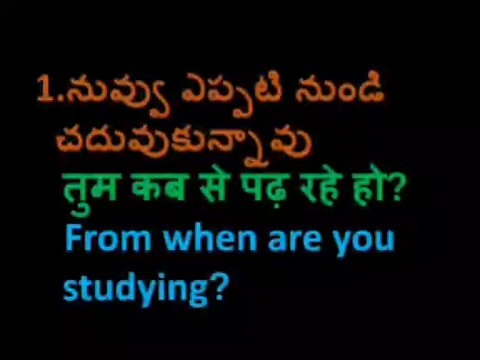 1.నువ్వు ఎప్పటి నుండి
చదువుకున్నావు
तुम कब से पढ़ रहे हो?
From when are you
studying?